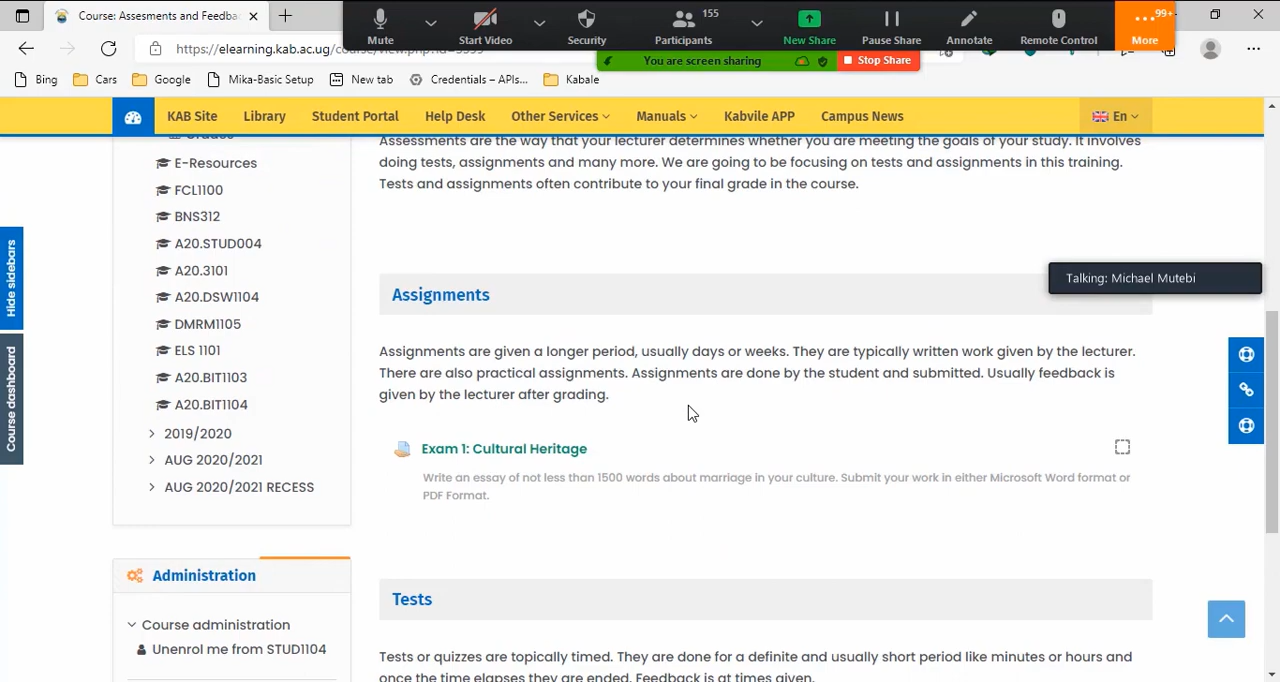 Course: Assesments and Feedba
https://elearning.kab.ac.ug/course/view.php?id=3399
Mute
Start Video
Security
155
Participants
New Share
Pause Share
Annotate
Remote Control
99+
More
You are screen sharing
Stop Share
Bing
Cars
Google
Mika-Basic Setup
New tab
Credentials – APIs...
Kabale
KAB Site
Library
Student Portal
Help Desk
Other Services
Manuals
Kabvile APP
Campus News
En
Hide sidebars
Course dashboard
Grades
E-Resources
FCL1100
BNS312
A20.STUD004
A20.3101
A20.DSW1104
DMRM1105
ELS 1101
A20.BIT1103
A20.BIT1104
2019/2020
AUG 2020/2021
AUG 2020/2021 RECESS
Administration
Course administration
Unenrol me from STUD1104
Assessments are the way that your lecturer determines whether you are meeting the goals of your study. It involves
doing tests, assignments and many more. We are going to be focusing on tests and assignments in this training.
Tests and assignments often contribute to your final grade in the course.
Talking: Michael Mutebi
Assignments
Assignments are given a longer period, usually days or weeks. They are typically written work given by the lecturer.
There are also practical assignments. Assignments are done by the student and submitted. Usually feedback is
given by the lecturer after grading.
Exam 1: Cultural Heritage
Write an essay of not less than 1500 words about marriage in your culture. Submit your work in either Microsoft Word format or
PDF Format.
Tests
Tests or quizzes are topically timed. They are done for a definite and usually short period like minutes or hours and
once the time elapses they are ended. Feedback is at times given.